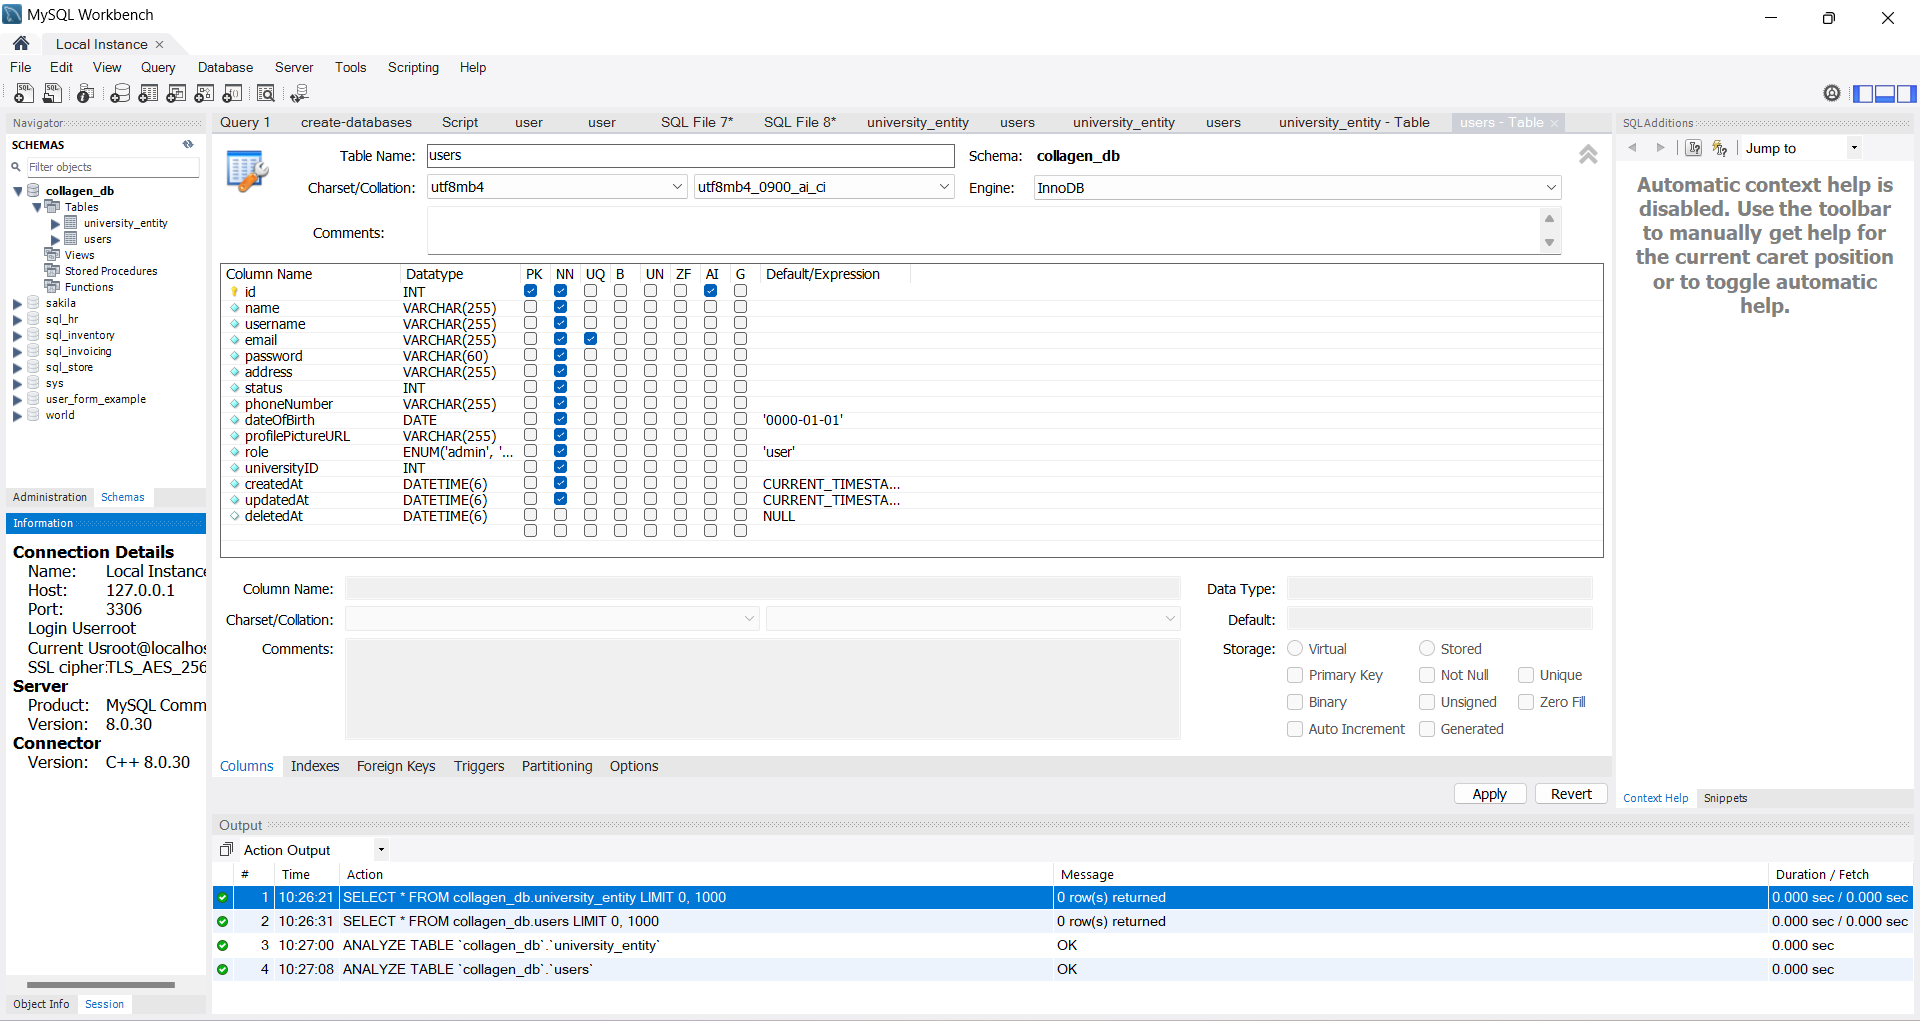 MySQL Workbench
Local Instance
File Edit View Query Database Server Tools Scripting Help
Navigator
SCHEMAS
Filter objects
collagen_db
Tables
university_entity
users
Views
Stored Procedures
Functions
sakila
sql_hr
sql_inventory
sql_invoicing
sql_store
sys
user_form_example
world
Administration Schemas
Information
Connection Details
Name: Local Instance
Host: 127.0.0.1
Port: 3306
Login User root
Current Us root@localhos
SSL cipher: TLS_AES_256
Server
Product: MySQL Comm
Version: 8.0.30
Connector
Version: C++ 8.0.30
Object Info Session
Query 1 create-databases Script user user SQL File 7* SQL File 8* university_entity users university_entity users university_entity - Table users - Table
Table Name: users Schema: collagen_db
Charset/Collation: utf8mb4 utf8mb4_0900_ai_ci Engine: InnoDB
Comments:
Column Name Datatype PK NN UQ B UN ZF AI G Default/Expression
id INT
name VARCHAR(255)
username VARCHAR(255)
email VARCHAR(255)
password VARCHAR(60)
address VARCHAR(255)
status INT
phoneNumber VARCHAR(255)
dateOfBirth DATE '0000-01-01'
profilePictureURL VARCHAR(255)
role ENUM('admin', '... 'user'
universityID INT
createdAt DATETIME(6) CURRENT_TIMESTA...
updatedAt DATETIME(6) CURRENT_TIMESTA...
deletedAt DATETIME(6) NULL
Column Name: Data Type:
Charset/Collation: Default:
Comments: Storage: Virtual Stored
Primary Key Not Null Unique
Binary Unsigned Zero Fill
Auto Increment Generated
Columns Indexes Foreign Keys Triggers Partitioning Options
Apply Revert
SQLAdditions
Jump to
Automatic context help is
disabled. Use the toolbar
to manually get help for
the current caret position
or to toggle automatic
help.
Context Help Snippets
Output
Action Output
# Time Action Message Duration / Fetch
1 10:26:21 SELECT * FROM collagen_db.university_entity LIMIT 0, 1000 0 row(s) returned 0.000 sec / 0.000 sec
2 10:26:31 SELECT * FROM collagen_db.users LIMIT 0, 1000 0 row(s) returned 0.000 sec / 0.000 sec
3 10:27:00 ANALYZE TABLE `collagen_db`.`university_entity` OK 0.000 sec
4 10:27:08 ANALYZE TABLE `collagen_db`.`users` OK 0.000 sec